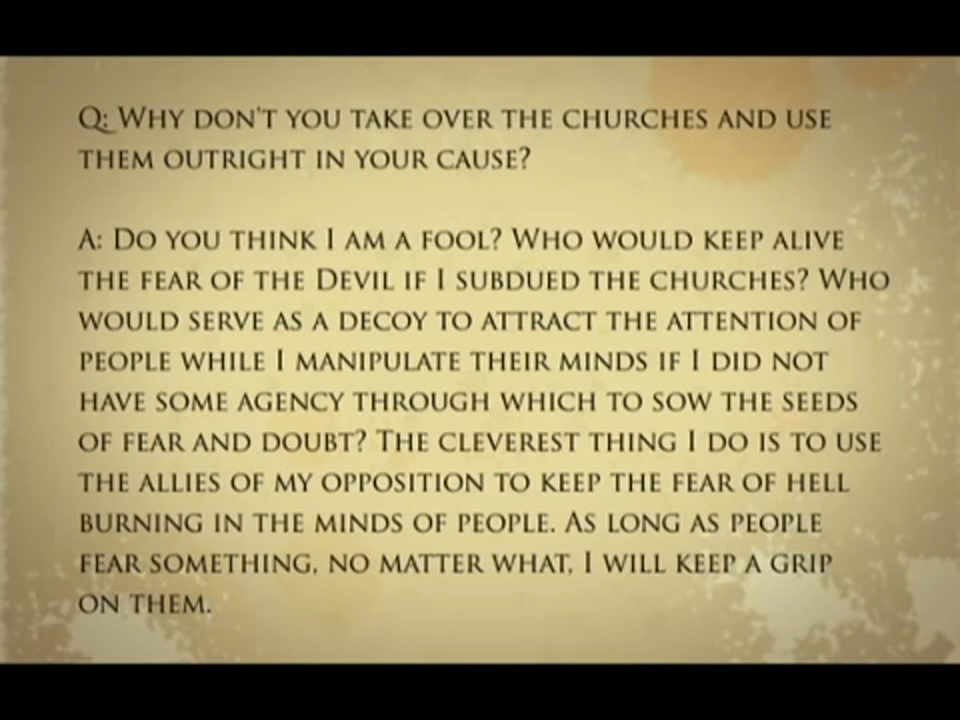 Q: Why don't you take over the churches and use
them outright in your cause?
A: Do you think I am a fool? Who would keep alive
the fear of the Devil if I subdued the churches? Who
would serve as a decoy to attract the attention of
people while I manipulate their minds if I did not
have some agency through which to sow the seeds
of fear and doubt? The cleverest thing I do is to use
the allies of my opposition to keep the fear of hell
burning in the minds of people. As long as people
fear something, no matter what, I will keep a grip
on them.